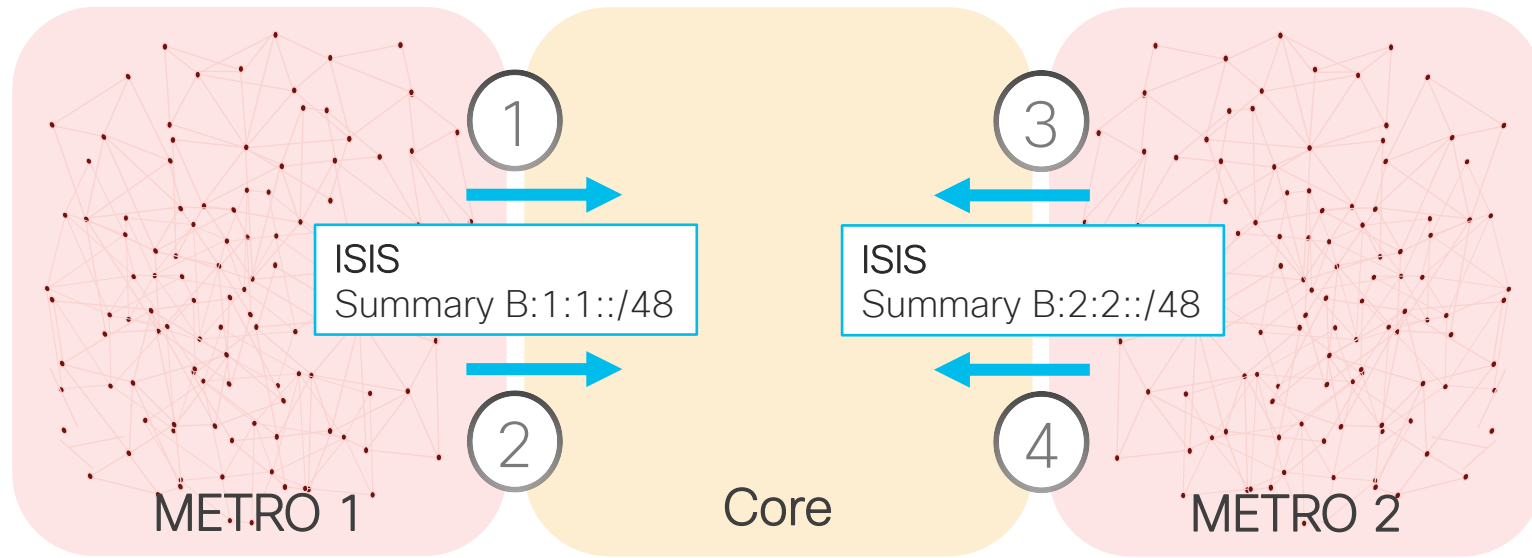 1
3
ISIS
Summary B:1:1::/48
ISIS
Summary B:2:2::/48
2
4
METRO 1
Core
METRO 2